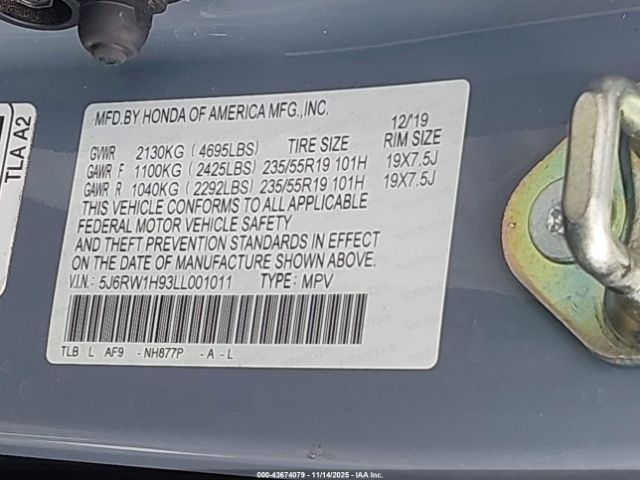 TLA A2
MFD.BY HONDA OF AMERICA MFG.,INC.
12/'19
GVWR 2130KG (4695LBS) TIRE SIZE RIM SIZE
GAWR F 1100KG (2425LBS) 235/55R19 101H 19X7.5J
GAWR R 1040KG (2292LBS) 235/55R19 101H 19X7.5J
THIS VEHICLE CONFORMS TO ALL APPLICABLE
FEDERAL MOTOR VEHICLE SAFETY
AND THEFT PREVENTION STANDARDS IN EFFECT
ON THE DATE OF MANUFACTURE SHOWN ABOVE.
V.I.N.: 5J6RW1H93LL001011 TYPE: MPV
TLB L AF9 -NH877P -A-L
000-43674079 - 11/14/2025 - IAA Inc.